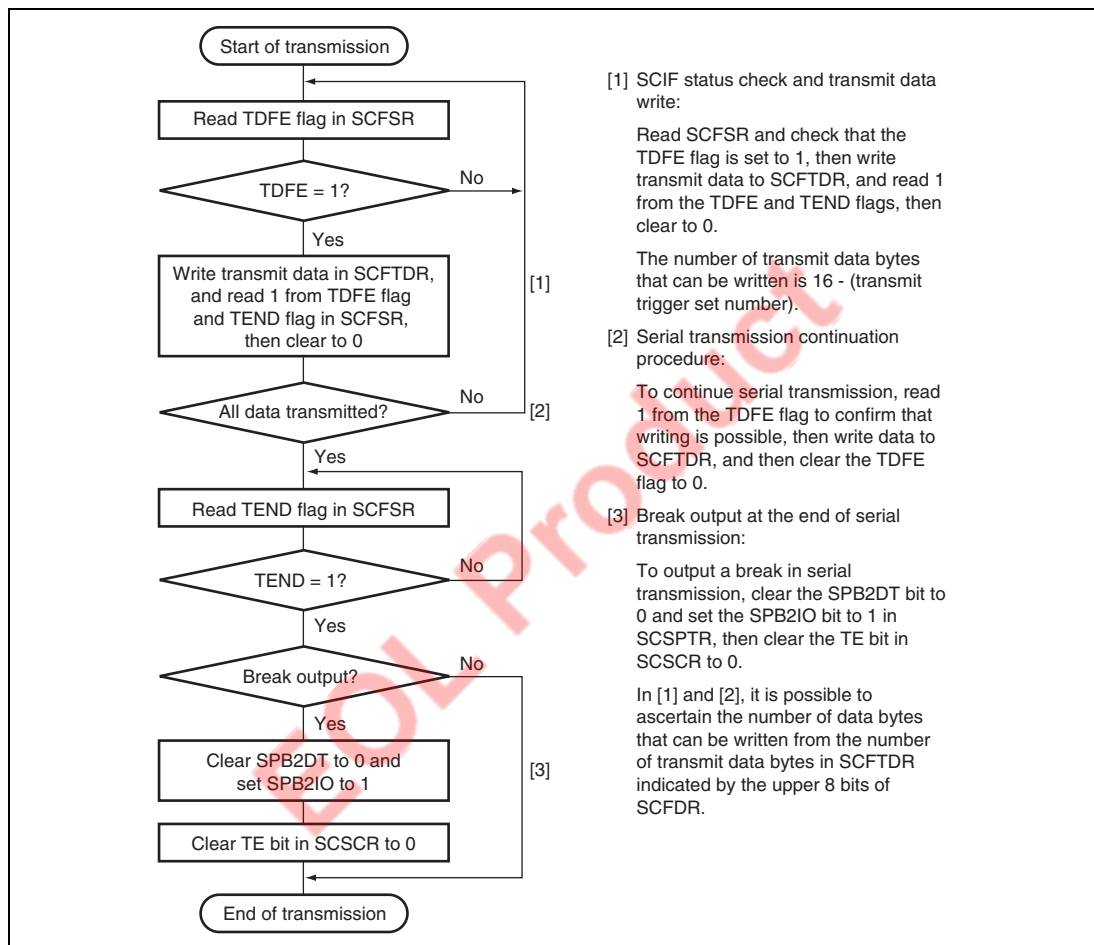 Start of transmission
Read TDFE flag in SCFSR
TDFE = 1?
No
Yes
Write transmit data in SCFTDR,
and read 1 from TDFE flag
and TEND flag in SCFSR,
then clear to 0
[1]
All data transmitted?
No
[2]
Yes
Read TEND flag in SCFSR
TEND = 1?
No
Yes
Break output?
No
Yes
Clear SPB2DT to 0 and
set SPB2IO to 1
[3]
Clear TE bit in SCSCR to 0
End of transmission
[1] SCIF status check and transmit data
write:
Read SCFSR and check that the
TDFE flag is set to 1, then write
transmit data to SCFTDR, and read 1
from the TDFE and TEND flags, then
clear to 0.
The number of transmit data bytes
that can be written is 16 - (transmit
trigger set number).
[2] Serial transmission continuation
procedure:
To continue serial transmission, read
1 from the TDFE flag to confirm that
writing is possible, then write data to
SCFTDR, and then clear the TDFE
flag to 0.
[3] Break output at the end of serial
transmission:
To output a break in serial
transmission, clear the SPB2DT bit to
0 and set the SPB2IO bit to 1 in
SCSPTR, then clear the TE bit in
SCSCR to 0.
In [1] and [2], it is possible to
ascertain the number of data bytes
that can be written from the number
of transmit data bytes in SCFTDR
indicated by the upper 8 bits of
SCFDR.
EOL Product